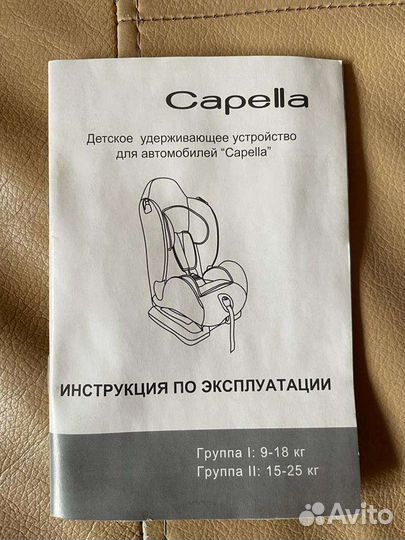 Capella
Детское удерживающее устройство
для автомобилей "Capella"
ИНСТРУКЦИЯ ПО ЭКСПЛУАТАЦИИ
Группа I: 9-18 кг
Группа II: 15-25 кг
Avito